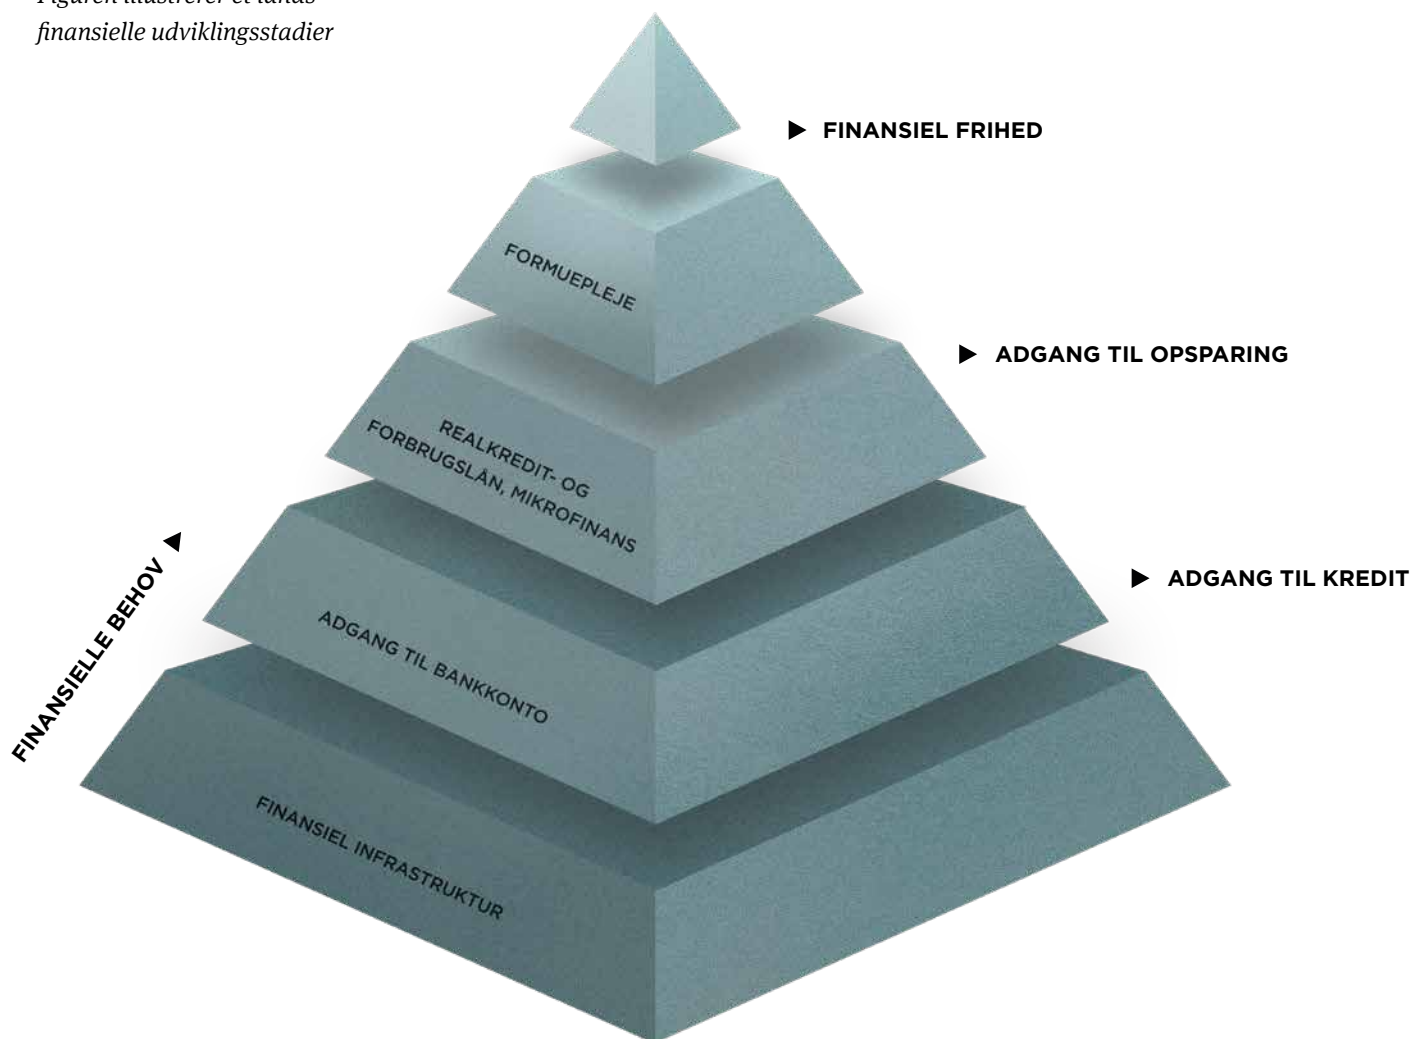 finansielle udviklingsstadier
FINANSIEL FRIHED
FORMUEPLEJE
ADGANG TIL OPSPARING
REALKREDIT- OG
FORBRUGSLÅN, MIKROFINANS
FINANSIELLE BEHOV
ADGANG TIL KREDIT
ADGANG TIL BANKKONTO
FINANSIEL INFRASTRUKTUR